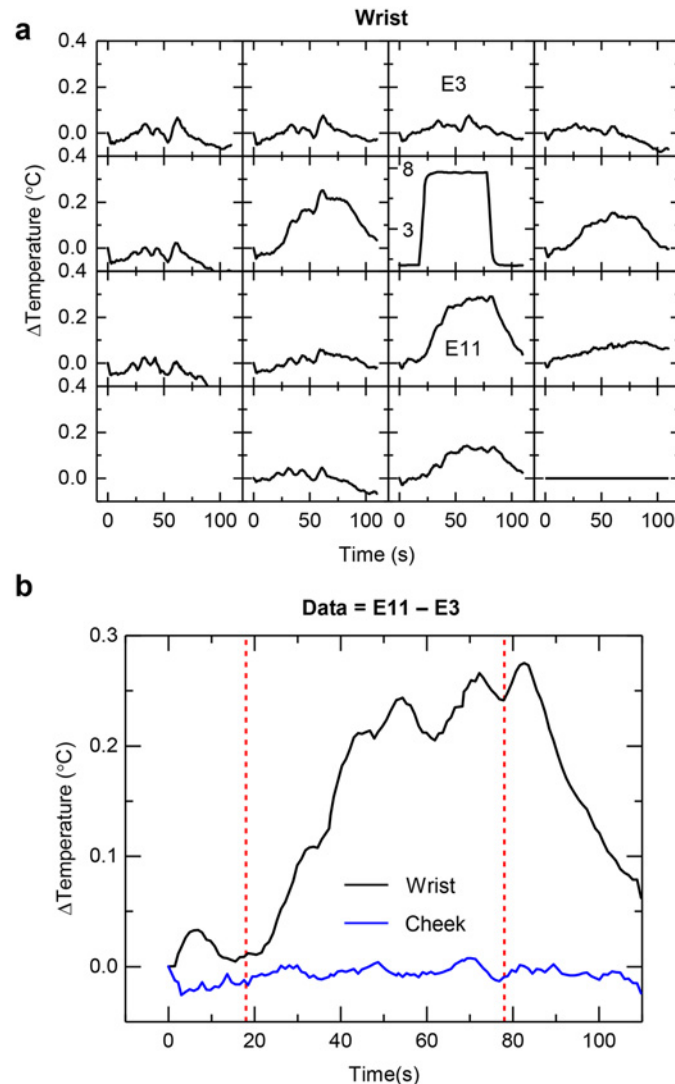 a
Wrist
0.4
0.2
0.0
E3
0.4
0.2
0.0
8
3
0.4
0.2
0.0
E11
0.4
0.2
0.0
ΔTemperature (°C)
0 50 100 0 50 100 0 50 100 0 50 100
Time (s)
b
Data = E11 – E3
0.3
0.2
0.1
0.0
ΔTemperature (°C)
Wrist
Cheek
0 20 40 60 80 100
Time(s)